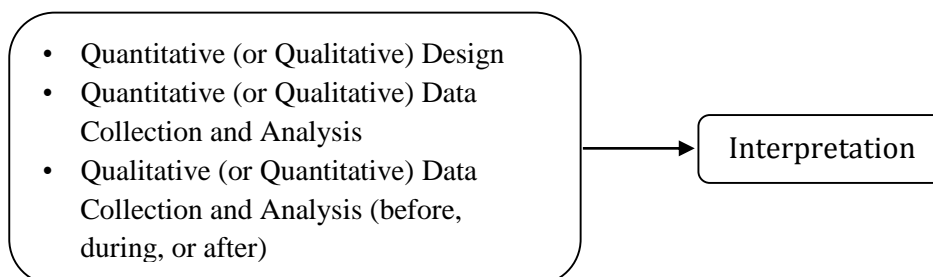 • Quantitative (or Qualitative) Design
• Quantitative (or Qualitative) Data
Collection and Analysis
• Qualitative (or Quantitative) Data
Collection and Analysis (before,
during, or after)
Interpretation